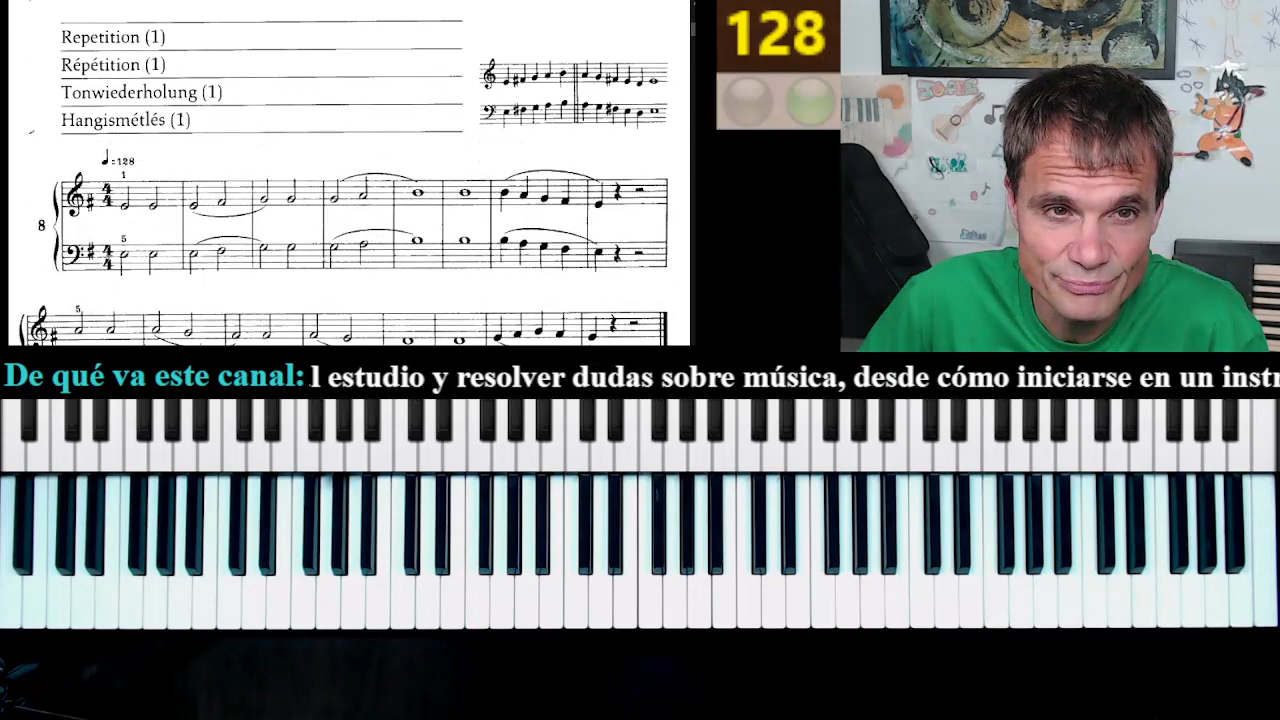 128
Repetition (1)
Répétition (1)
Tonwiederholung (1)
Hangismétlés (1)
=128
1
8
5
5
De qué va este canal: l estudio y resolver dudas sobre música, desde cómo iniciarse en un instr